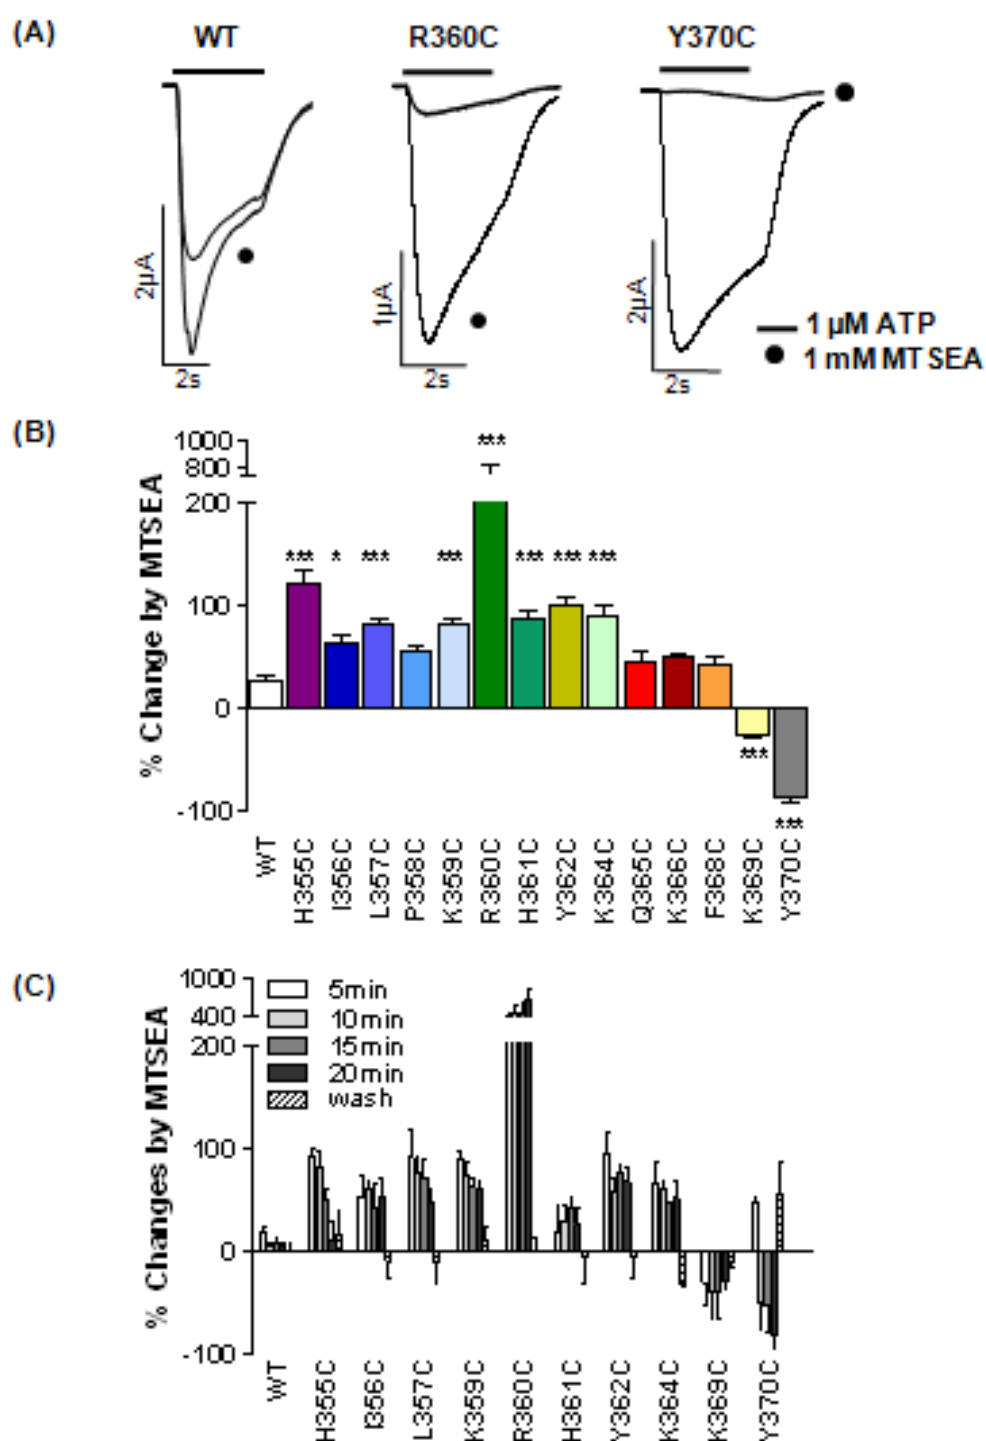 (A)
WT R360C Y370C
2µA
2s
1µA
2s
2µA
2s
1 µM ATP
1 mM MTSEA
(B)
% Change by MTSEA
1000
800
200
100
0
-100
*** * *** *** *** *** *** ***
***
***
WT H355C I356C L357C P358C K359C R360C H361C Y362C K364C Q365C K366C F368C K369C Y370C
(C)
% Changes by MTSEA
1000
400
200
100
0
-100
5min
10min
15min
20min
wash
WT H355C I356C L357C K359C R360C H361C Y362C K364C K369C Y370C